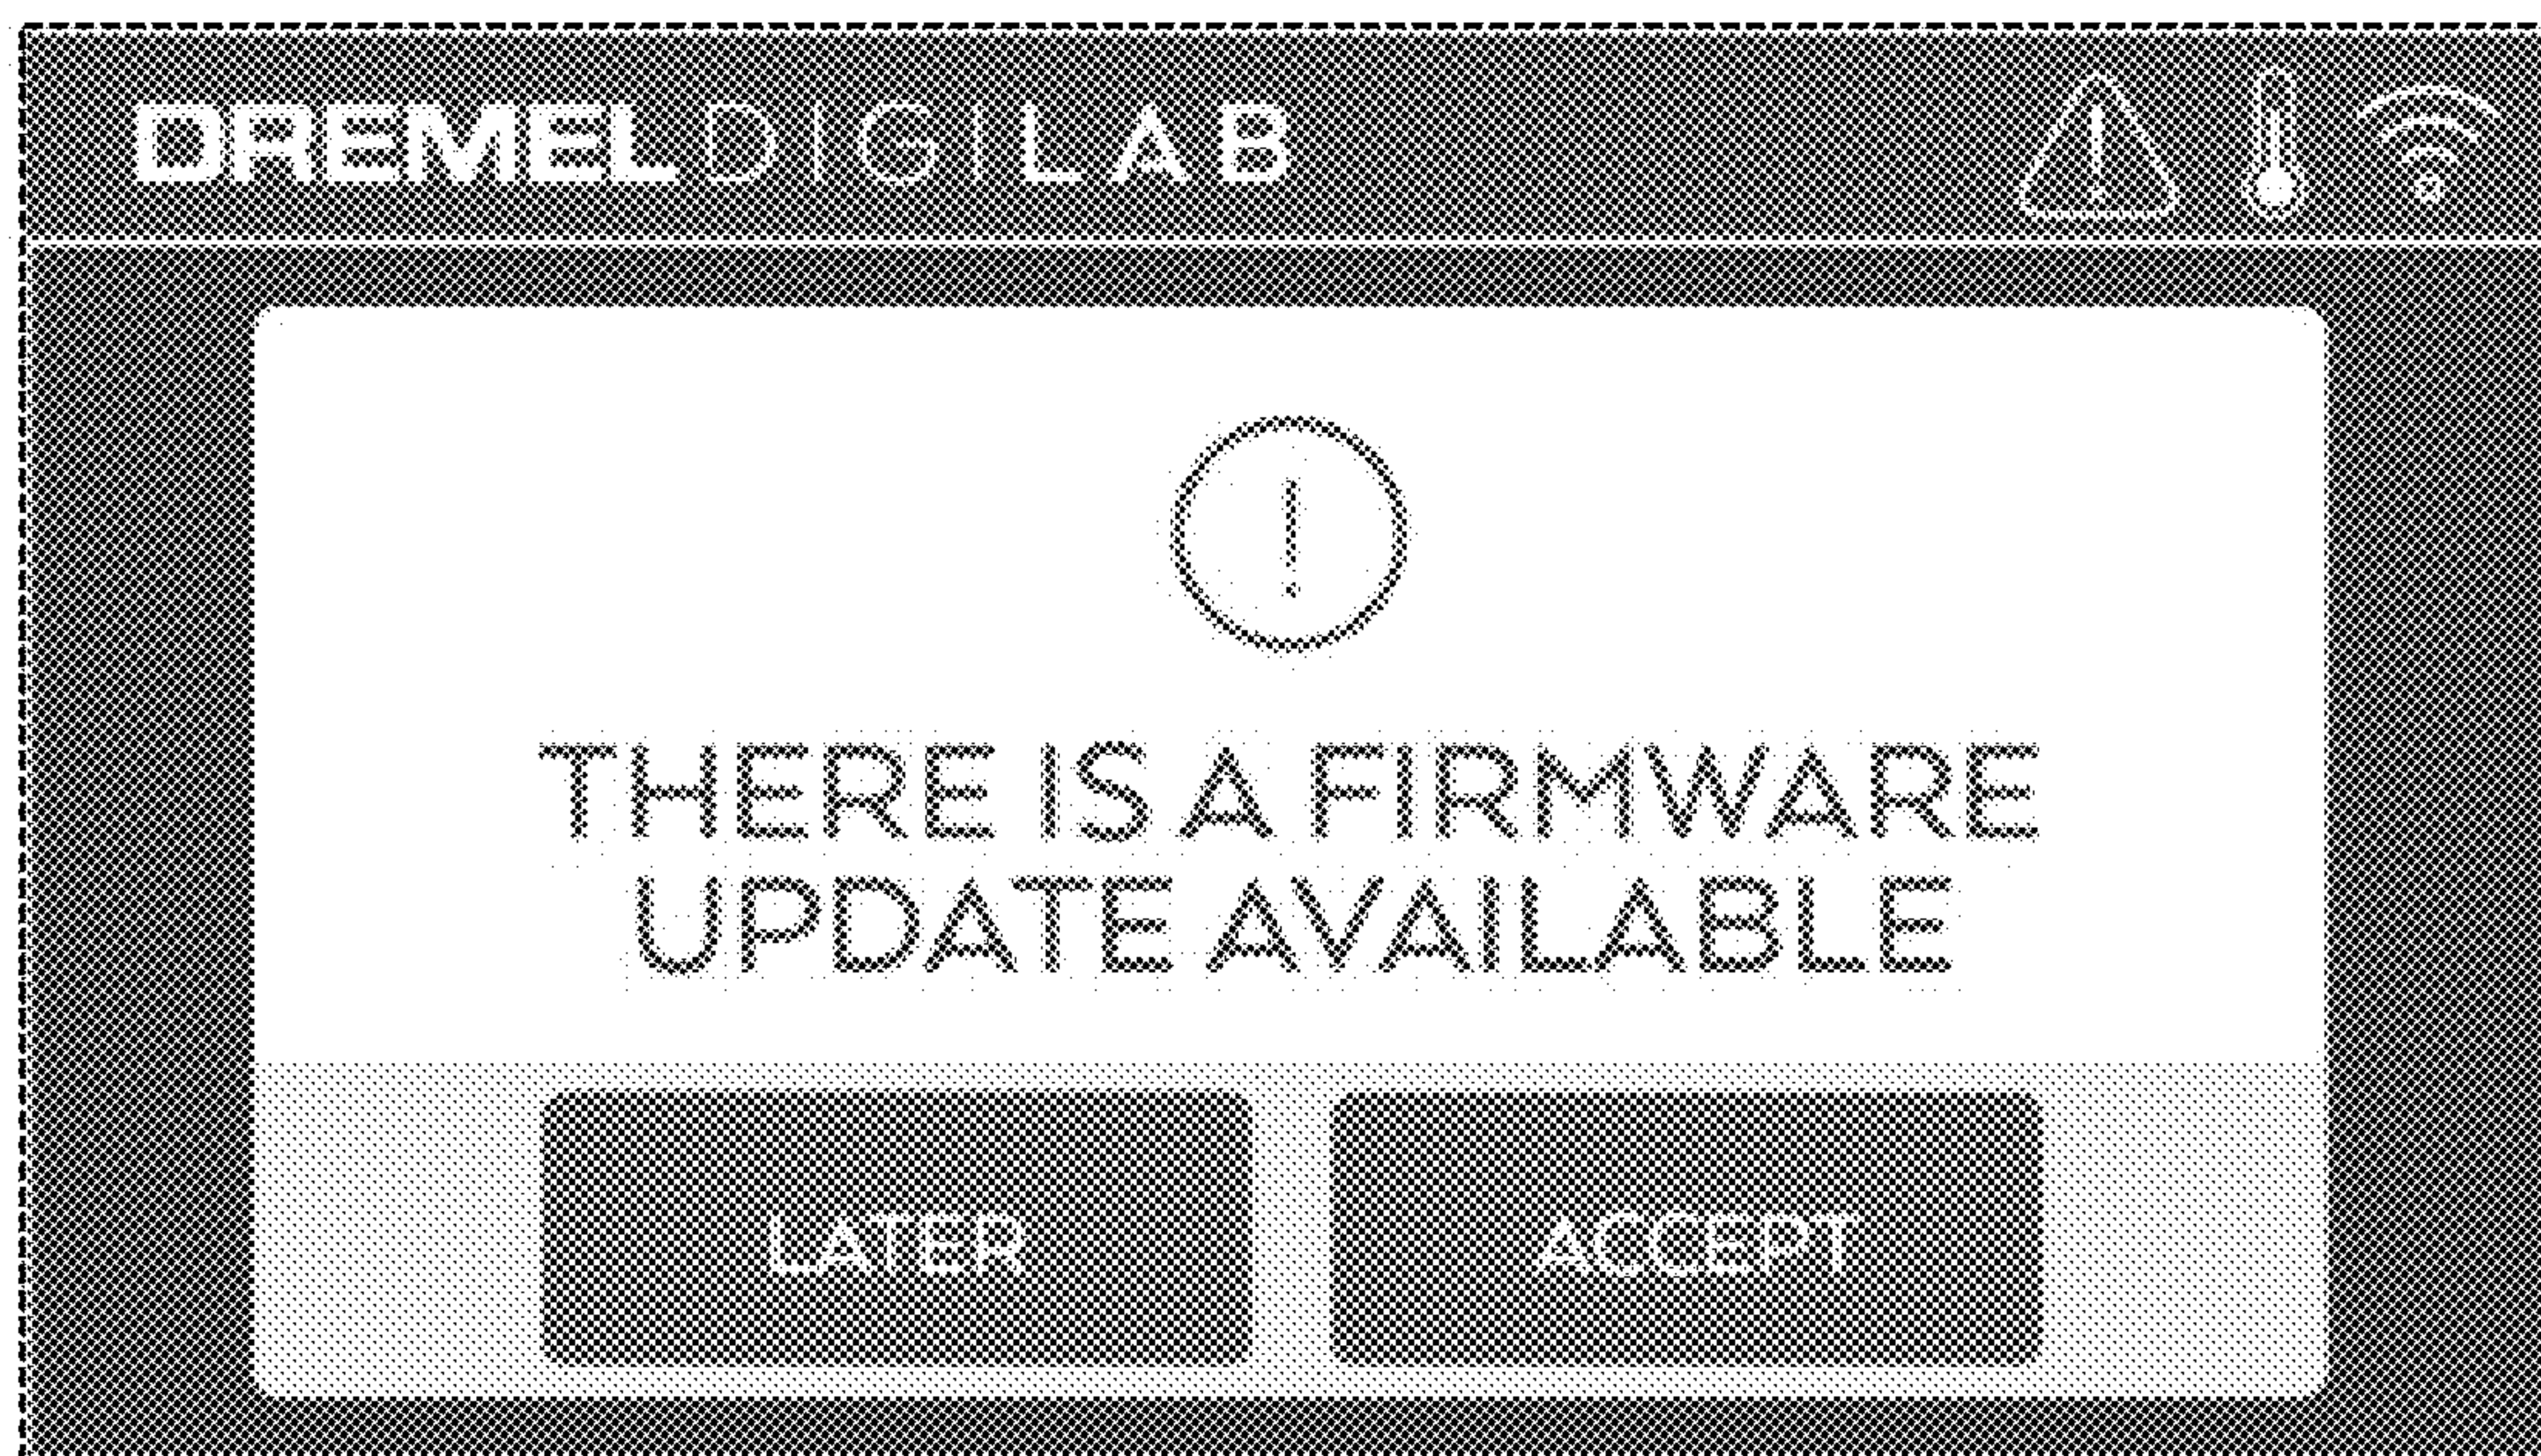 DREMEL DIGILAB
THERE IS A FIRMWARE
UPDATE AVAILABLE
LATER
ACCEPT